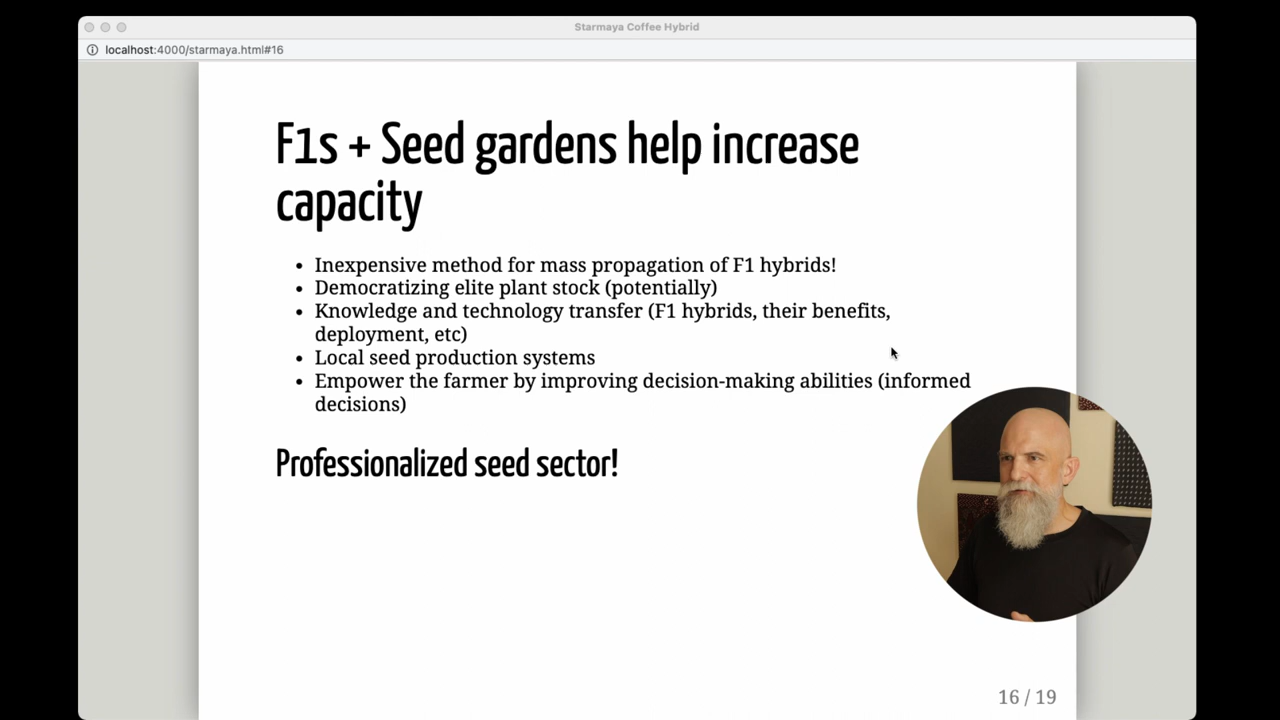 Starmaya Coffee Hybrid
localhost:4000/starmaya.html#16
F1s + Seed gardens help increase
capacity
• Inexpensive method for mass propagation of F1 hybrids!
• Democratizing elite plant stock (potentially)
• Knowledge and technology transfer (F1 hybrids, their benefits,
deployment, etc)
• Local seed production systems
• Empower the farmer by improving decision-making abilities (informed
decisions)
Professionalized seed sector!
16 / 19